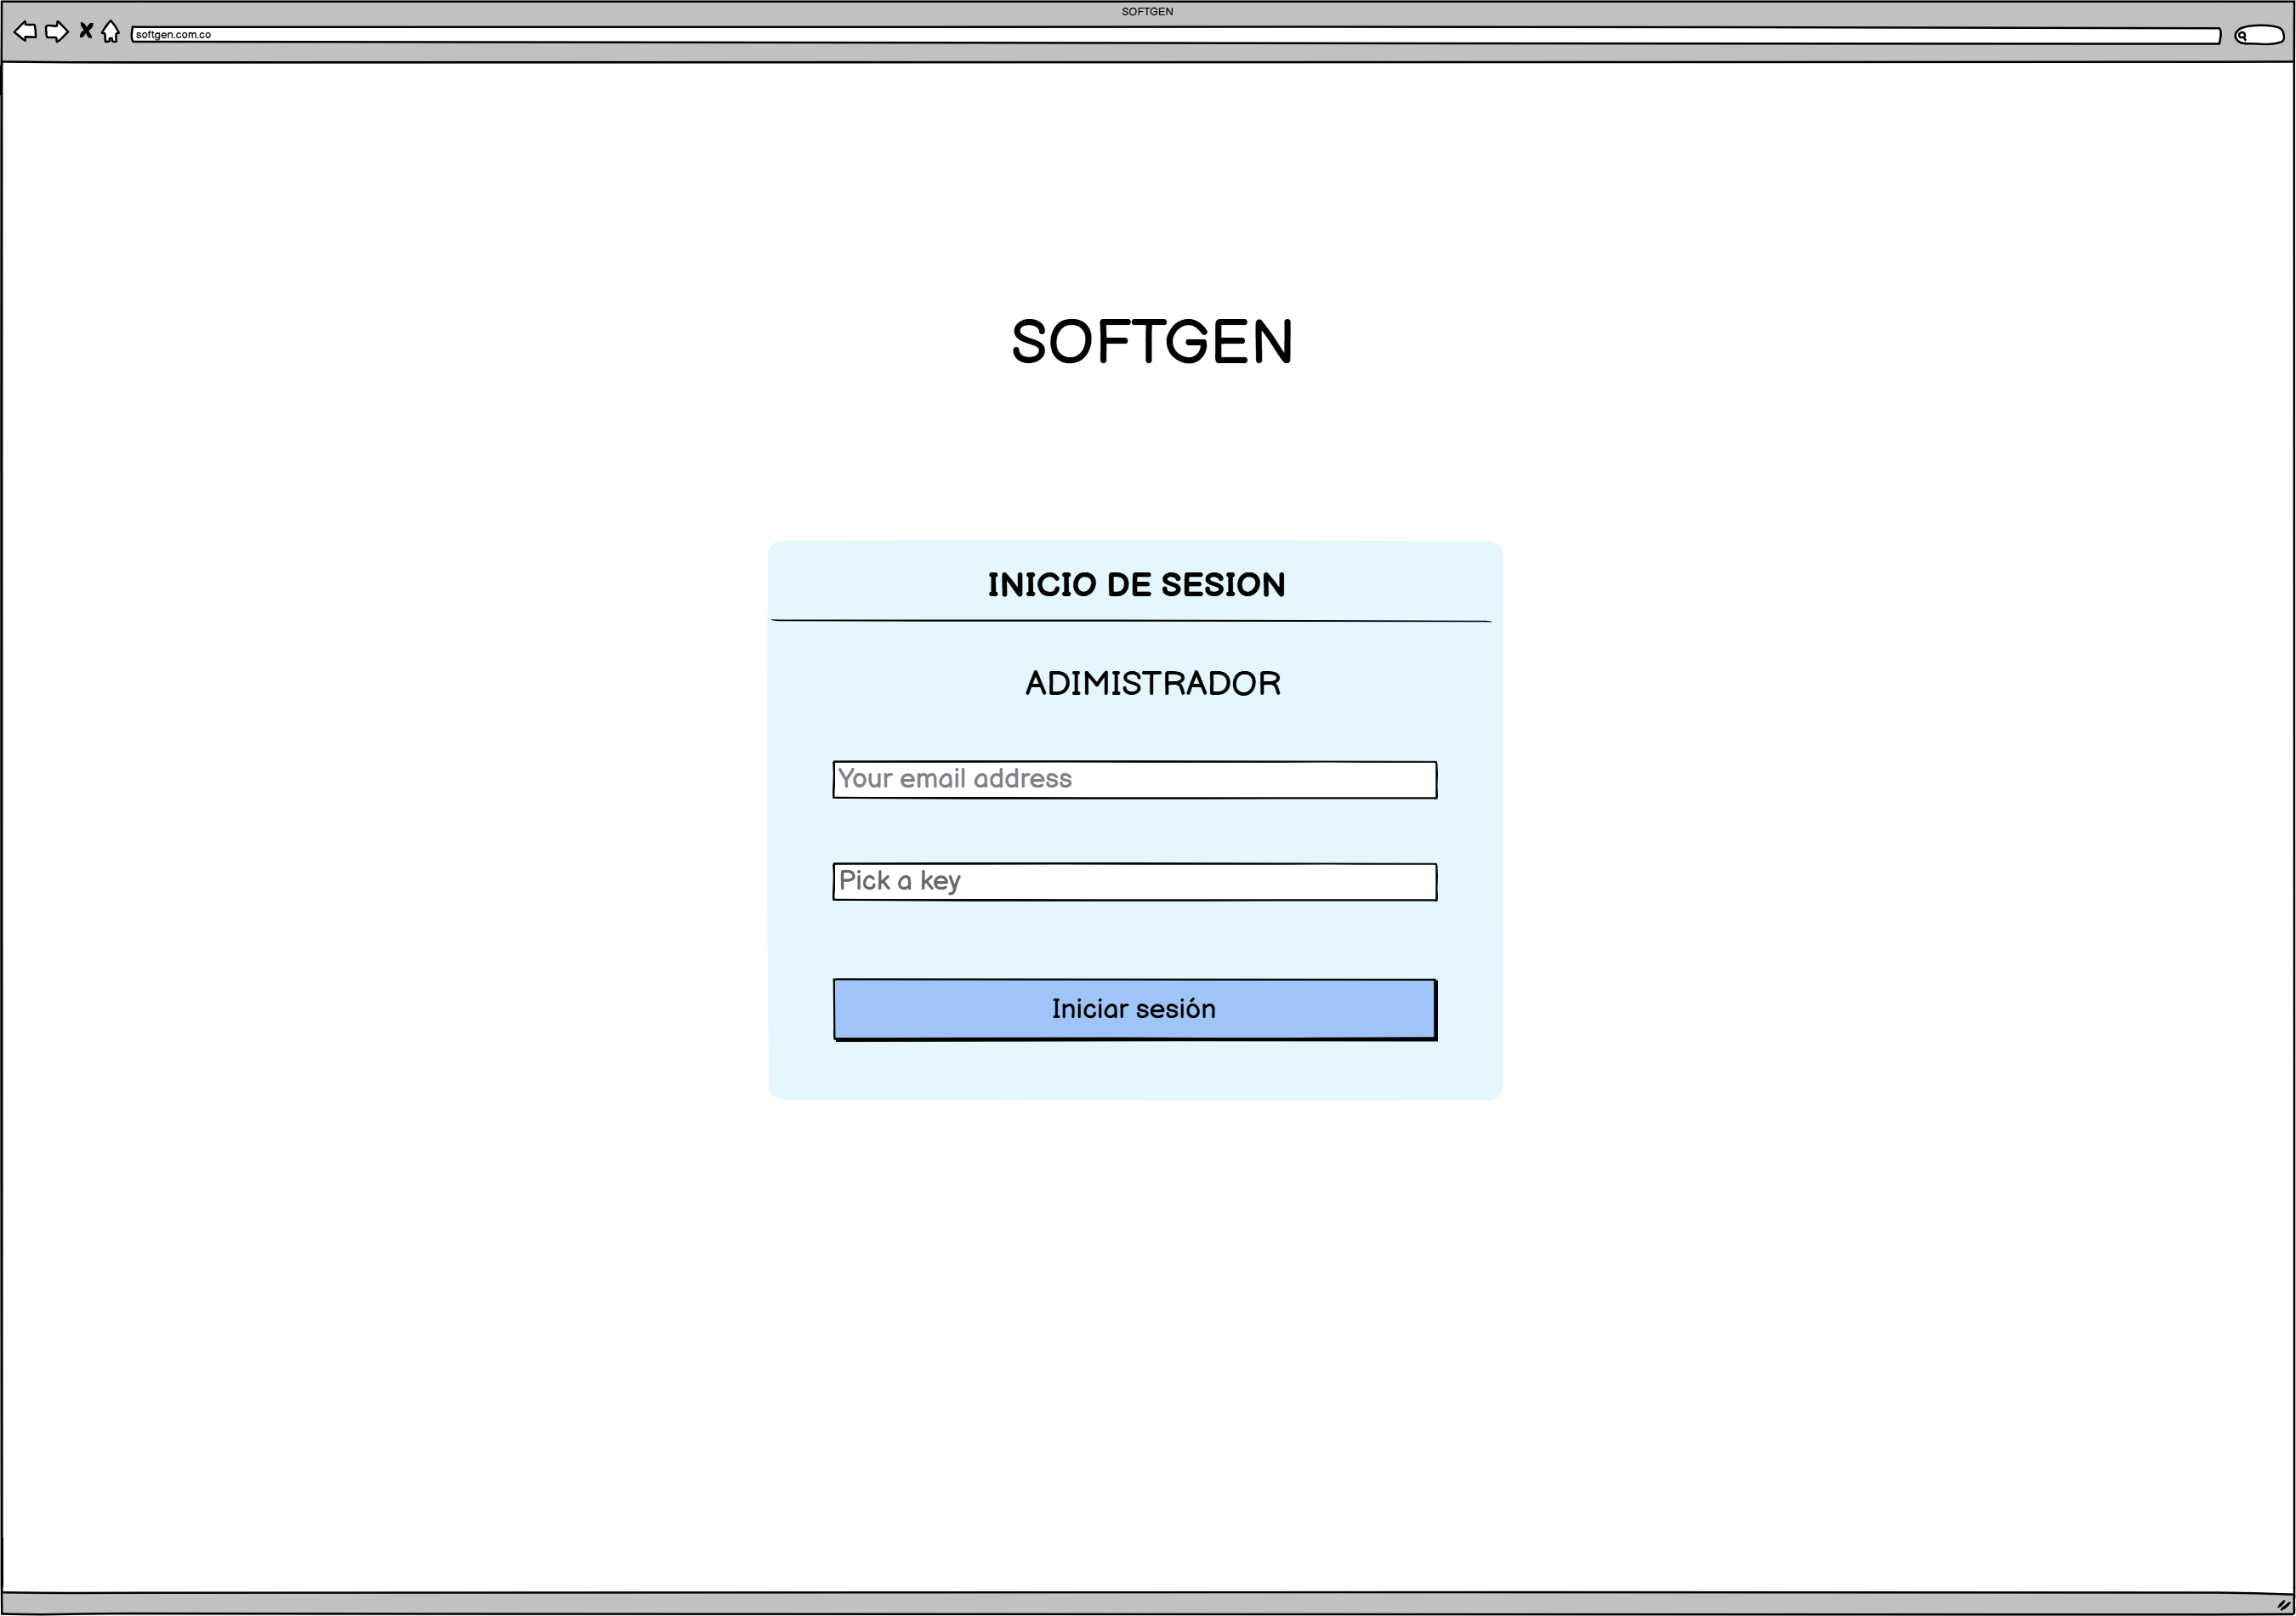 SOFTGEN
softgen.com.co
SOFTGEN
INICIO DE SESION
ADIMISTRADOR
Your email address
Pick a key
Iniciar sesión